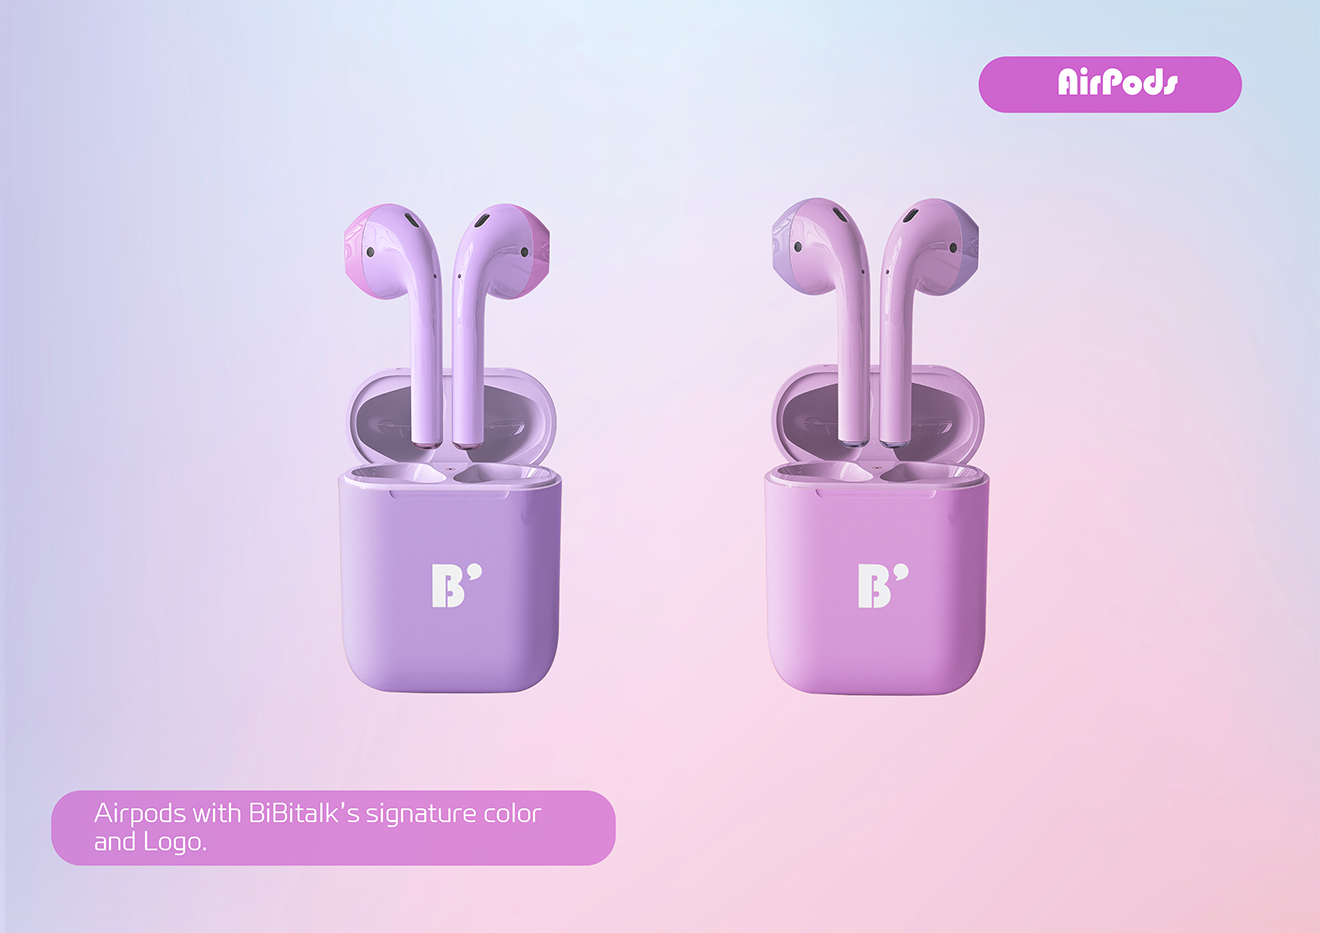 AirPods
B’
B’
Airpods with BiBitalk's signature color
and Logo.